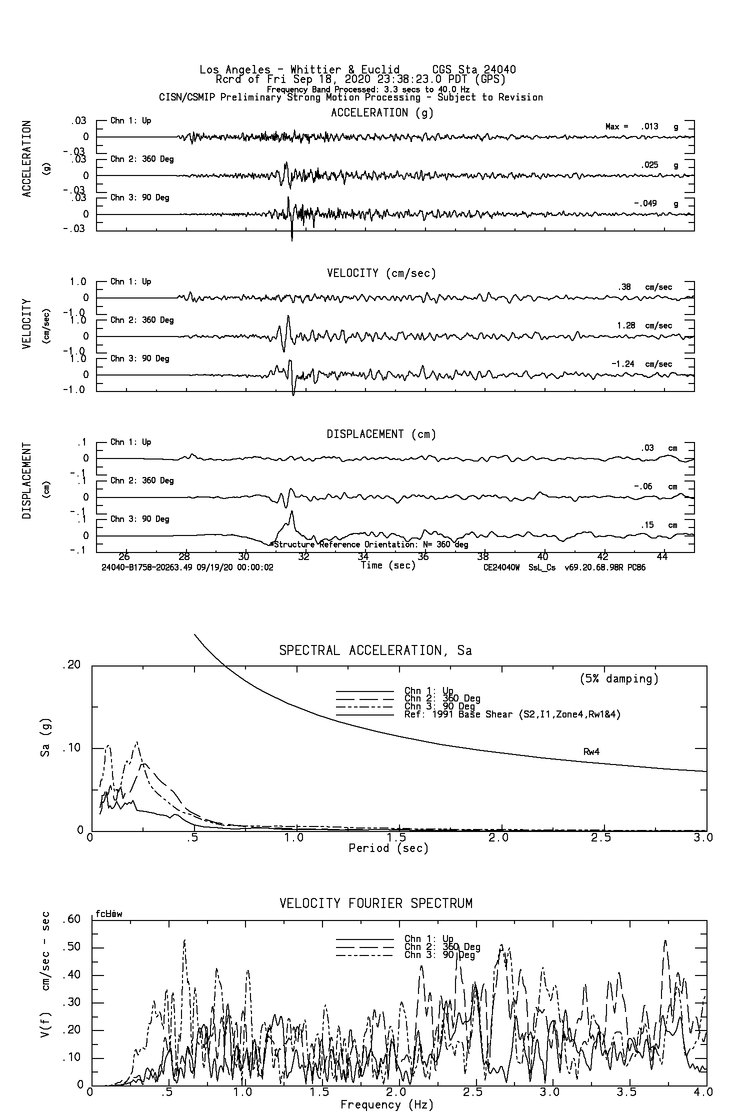 Los Angeles - Whittier & Euclid CGS Sta 24040
Rcrd of Fri Sep 18, 2020 23:38:23.0 PDT (GPS)
Frequency Band Processed: 3.3 secs to 40.0 Hz
CISN/CSMIP Preliminary Strong Motion Processing - Subject to Revision
ACCELERATION (g)
ACCELERATION
(g)
.03
0
-.03
Chn 1: Up
Max = .013 g
.03
0
-.03
Chn 2: 360 Deg
.025 g
.03
0
-.03
Chn 3: 90 Deg
-.049 g
VELOCITY (cm/sec)
VELOCITY
(cm/sec)
1.0
0
-1.0
Chn 1: Up
.38 cm/sec
1.0
0
-1.0
Chn 2: 360 Deg
1.28 cm/sec
1.0
0
-1.0
Chn 3: 90 Deg
-1.24 cm/sec
DISPLACEMENT (cm)
DISPLACEMENT
(cm)
.1
0
-.1
Chn 1: Up
.03 cm
.1
0
-.1
Chn 2: 360 Deg
-.06 cm
.1
0
-.1
Chn 3: 90 Deg
.15 cm
*Structure Reference Orientation: N= 360 deg
26 28 30 32 34 36 38 40 42 44
24040-B1758-20263.49 09/19/20 00:00:02 Time (sec) CE24040W SsL_Cs v69.20.68.98R PC86
SPECTRAL ACCELERATION, Sa
(5% damping)
Chn 1: Up
Chn 2: 360 Deg
Chn 3: 90 Deg
Ref: 1991 Base Shear (S2,I1,Zone4,Rw1&4)
Rw4
Sa (g)
.20
.10
0
0 .5 1.0 1.5 2.0 2.5 3.0
Period (sec)
VELOCITY FOURIER SPECTRUM
Chn 1: Up
Chn 2: 360 Deg
Chn 3: 90 Deg
V(f) cm/sec - sec
.60
.50
.40
.30
.20
.10
0
0 .5 1.0 1.5 2.0 2.5 3.0 3.5 4.0
Frequency (Hz)